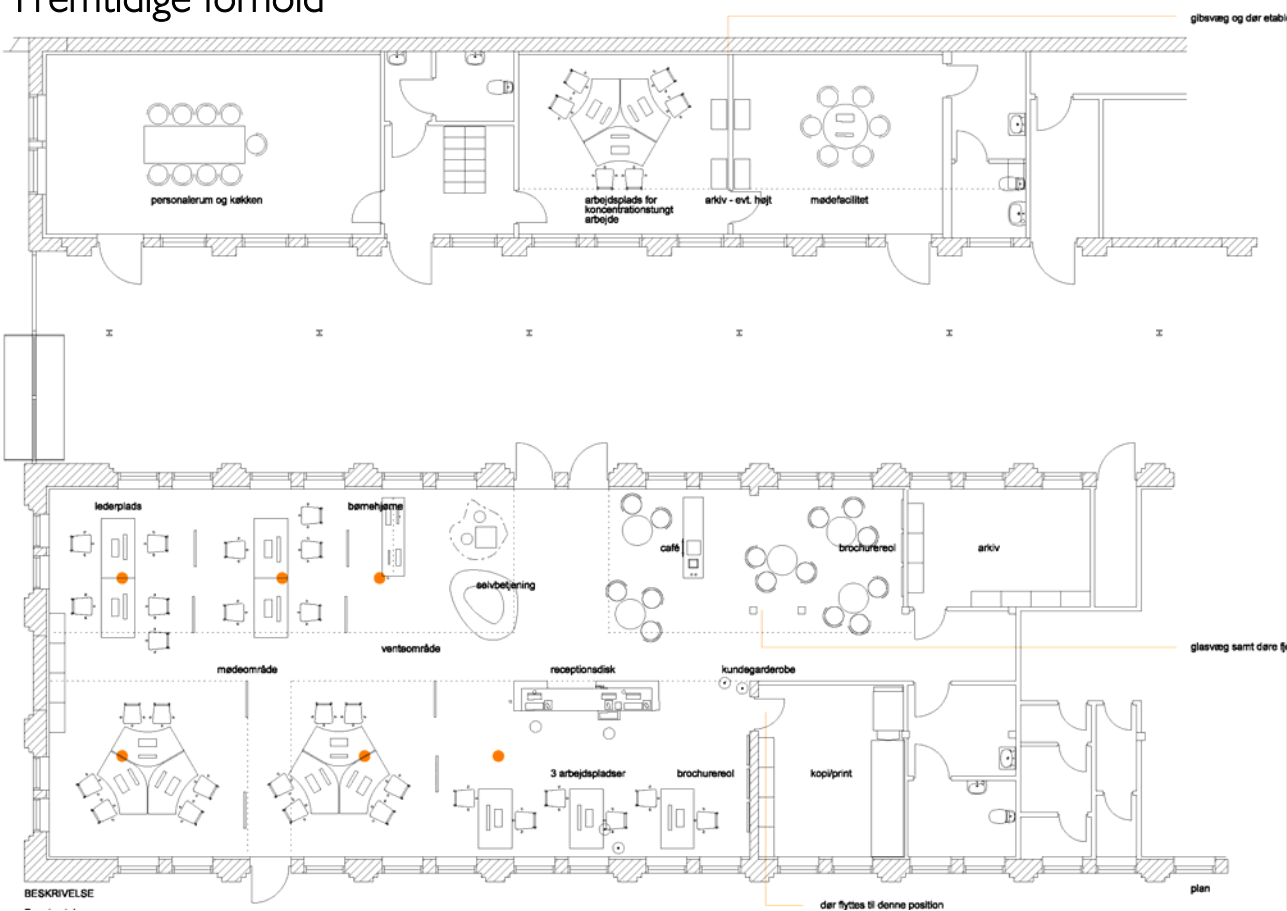 Fremtidige forhold
gibsvæg og dør etabl
personalerum og køkken
arbejdsplads for
koncentrationstungt
arbejde
arkiv - evt. højt
mødefacilitet
lederplads
børnehjørne
café
brochurereol
arkiv
selvbetjening
venteområde
glasvæg samt døre fje
mødeområde
receptionsdisk
kundegarderobe
3 arbejdspladser
brochurereol
kopi/print
BESKRIVELSE
plan
dør flyttes til denne position